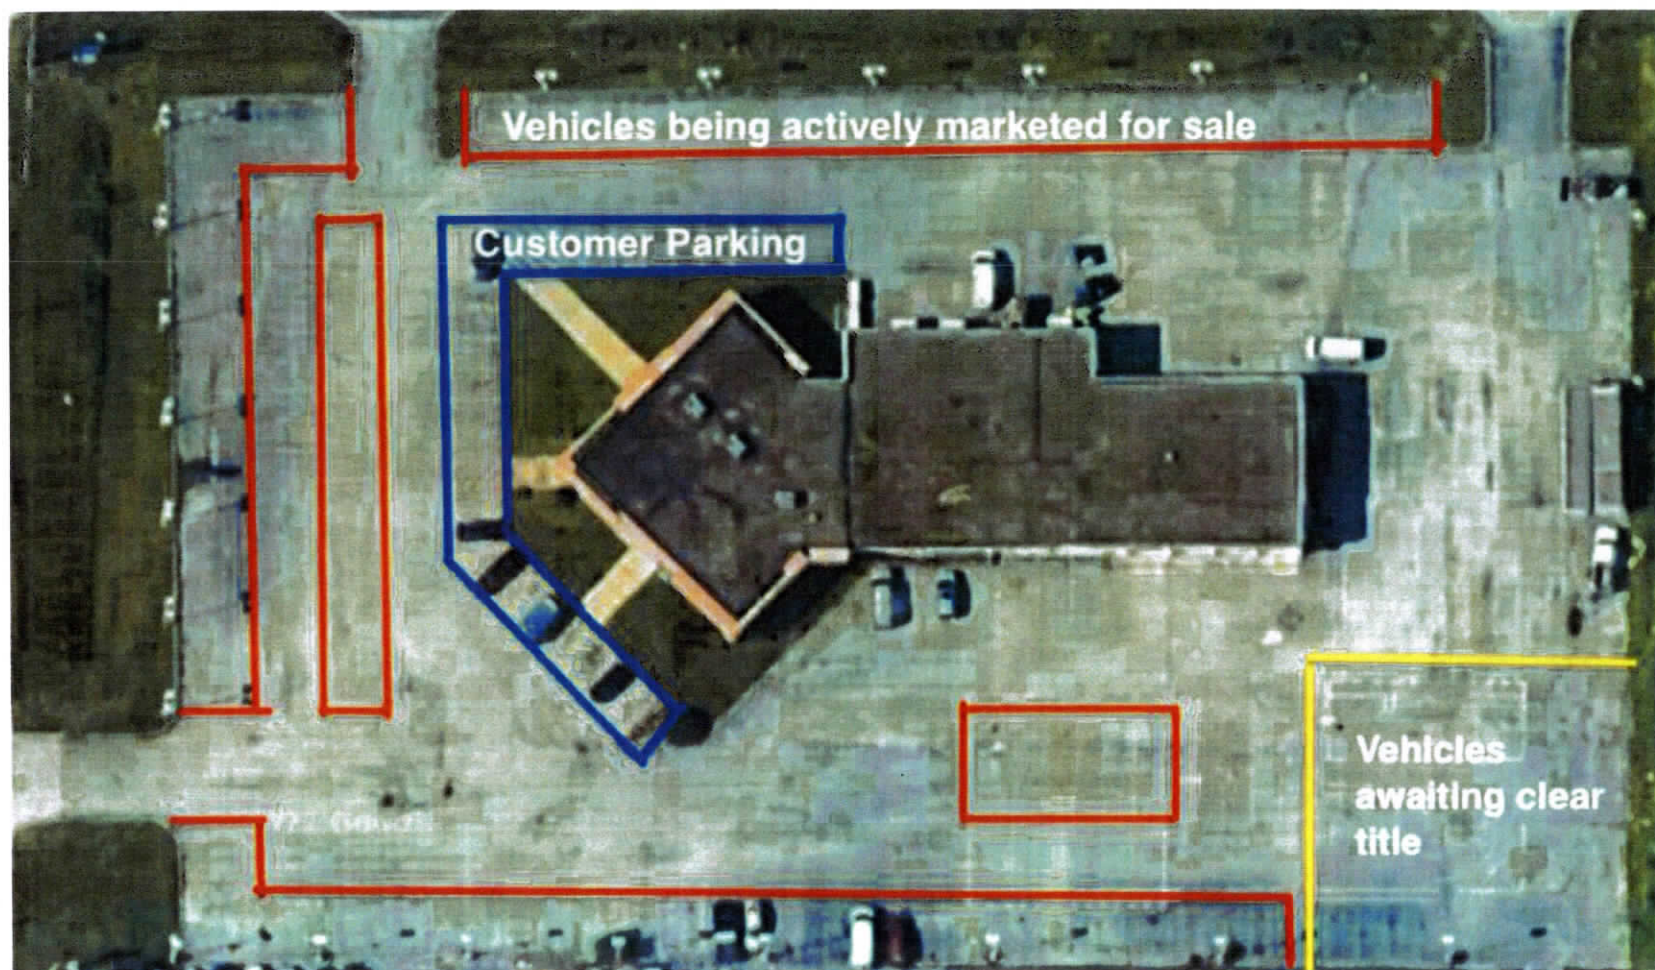 Vehicles being actively marketed for sale
Customer Parking
Vehicles
awaiting clear
title